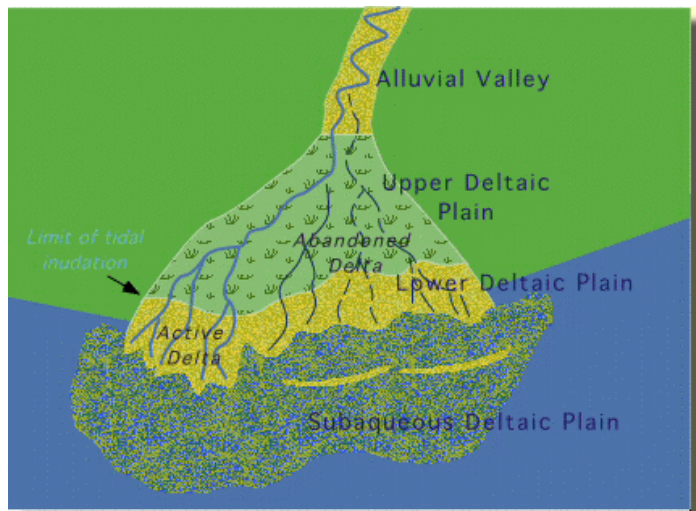 Alluvial Valley
Upper Deltaic
Plain
Limit of tidal
inudation
Abandoned
Delta
Lower Deltaic Plain
Active
Delta
Subaqueous Deltaic Plain